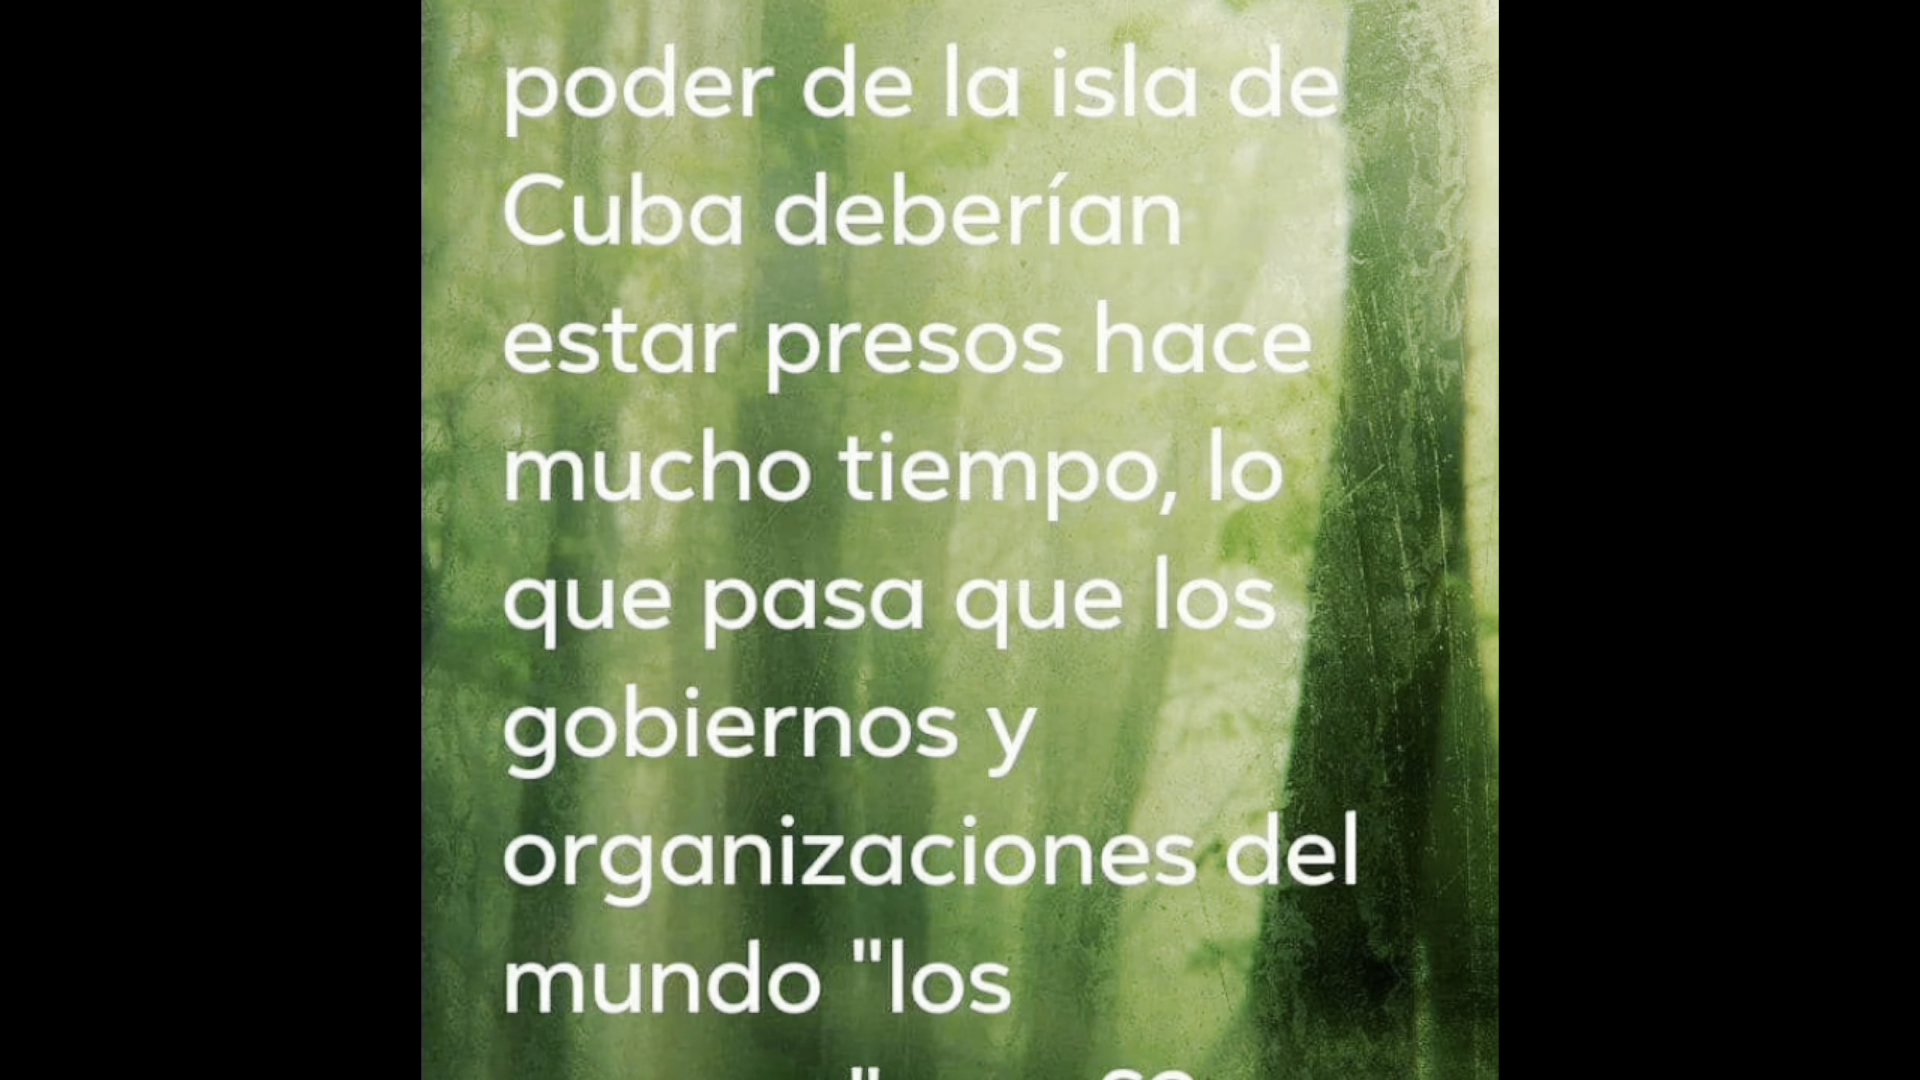 poder de la isla de
Cuba deberían
estar presos hace
mucho tiempo, lo
que pasa que los
gobiernos y
organizaciones del
mundo "los